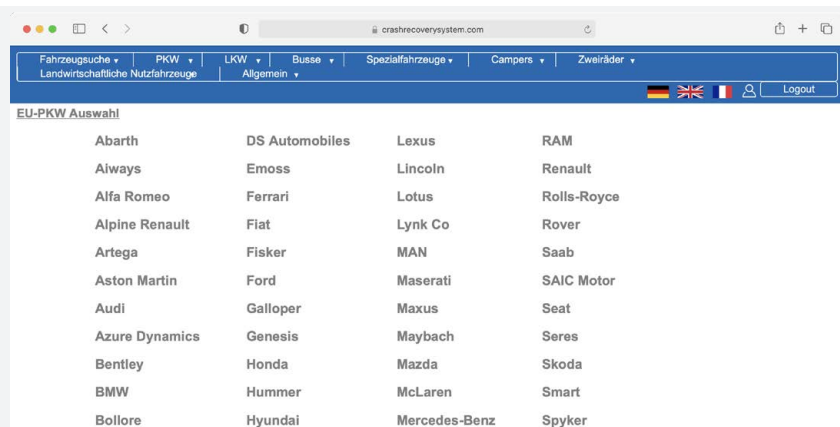 crashrecoverysystem.com
Fahrzeugsuche PKW LKW Busse Spezialfahrzeuge Campers Zweiräder
Landwirtschaftliche Nutzfahrzeuge Allgemein
Logout
EU-PKW Auswahl
Abarth DS Automobiles Lexus RAM
Aiways Emoss Lincoln Renault
Alfa Romeo Ferrari Lotus Rolls-Royce
Alpine Renault Fiat Lynk Co Rover
Artega Fisker MAN Saab
Aston Martin Ford Maserati SAIC Motor
Audi Galloper Maxus Seat
Azure Dynamics Genesis Maybach Seres
Bentley Honda Mazda Skoda
BMW Hummer McLaren Smart
Bollore Hyundai Mercedes-Benz Spyker